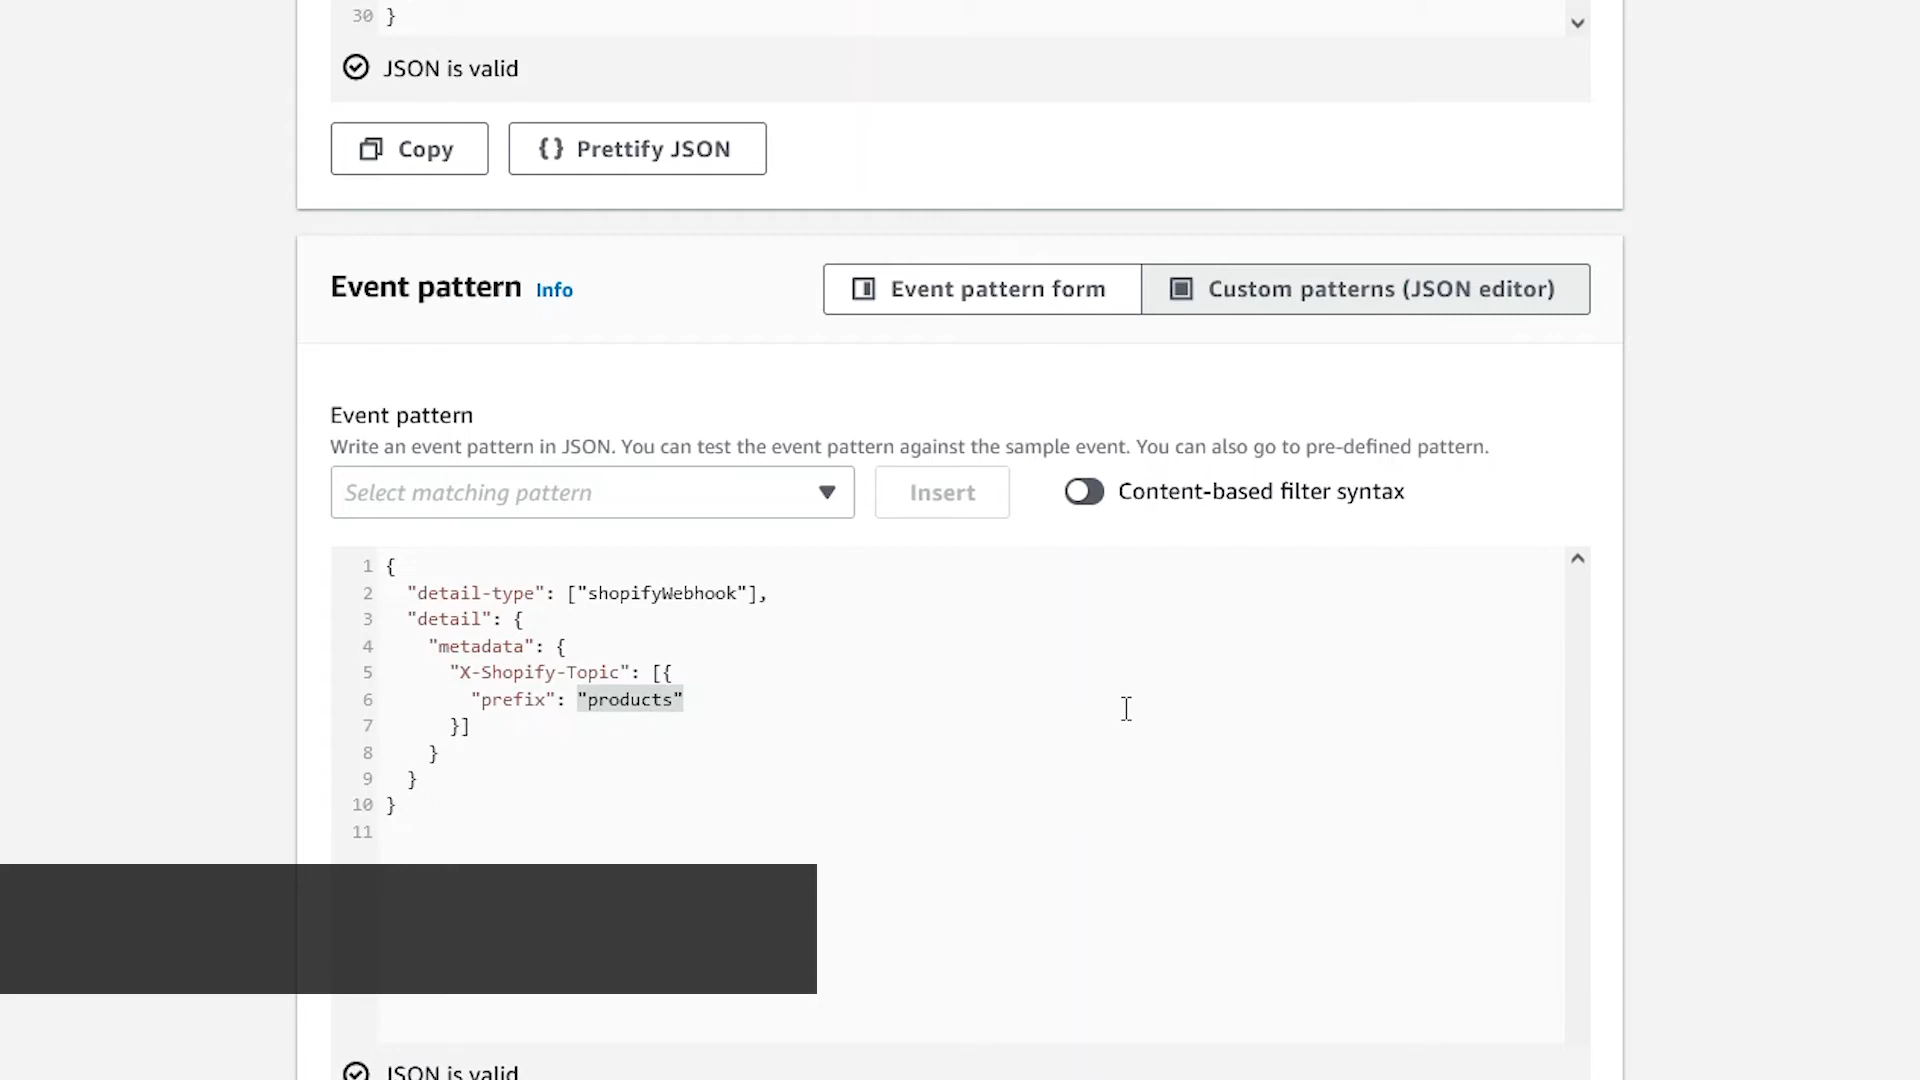 30 }
JSON is valid
Copy
{} Prettify JSON
Event pattern Info
Event pattern form
Custom patterns (JSON editor)
Event pattern
Write an event pattern in JSON. You can test the event pattern against the sample event. You can also go to pre-defined pattern.
Select matching pattern
Insert
Content-based filter syntax
1 {
2 "detail-type": ["shopifyWebhook"],
3 "detail": {
4 "metadata": {
5 "X-Shopify-Topic": [{
6 "prefix": "products"
7 }]
8 }
9 }
10 }
11
JSON is valid